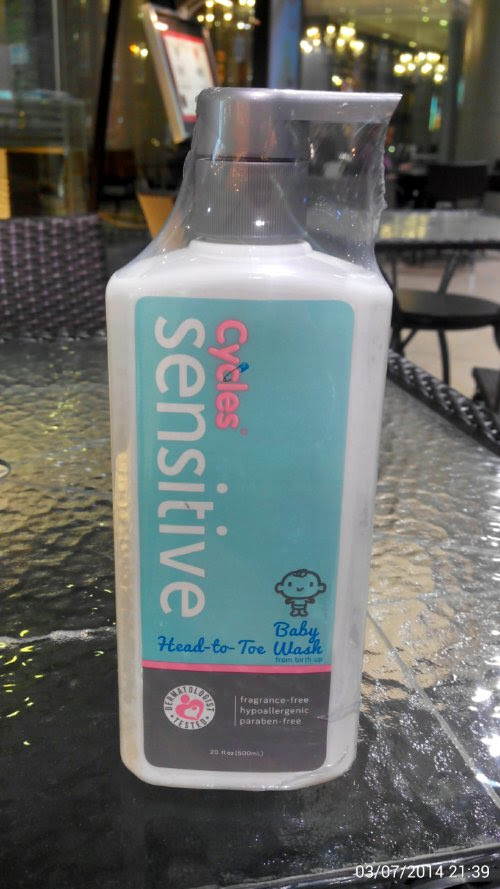 Cycles®
sensitive
Baby
Head-to-Toe Wash
from birth up
DERMATOLOGIST
TESTED
fragrance-free
hypoallergenic
paraben-free
20 fl oz (500mL)
03/07/2014 21:39